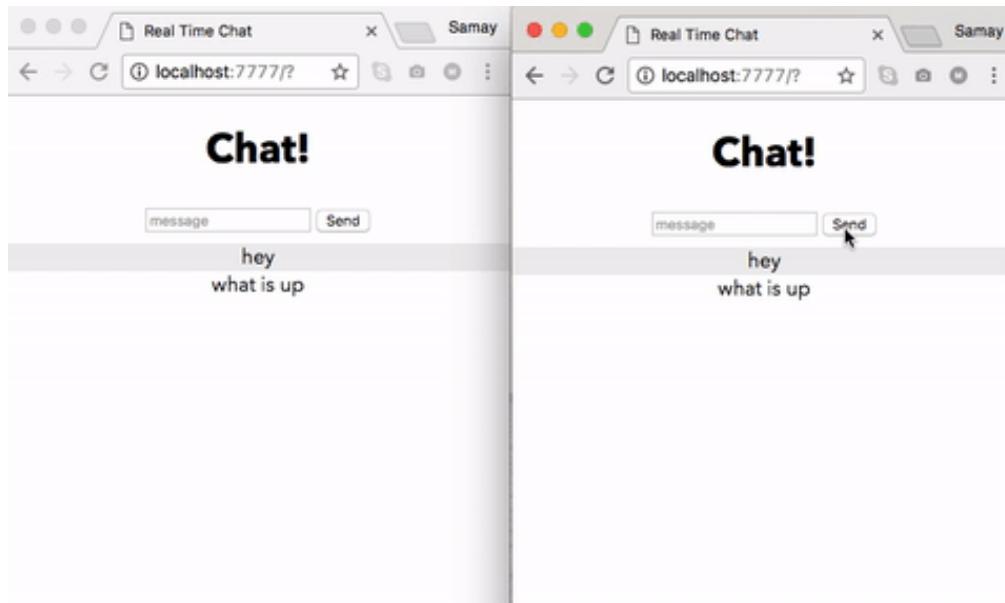 Real Time Chat
Samay
localhost:7777/?
Chat!
message Send
hey
what is up
Real Time Chat
Samay
localhost:7777/?
Chat!
message Send
hey
what is up